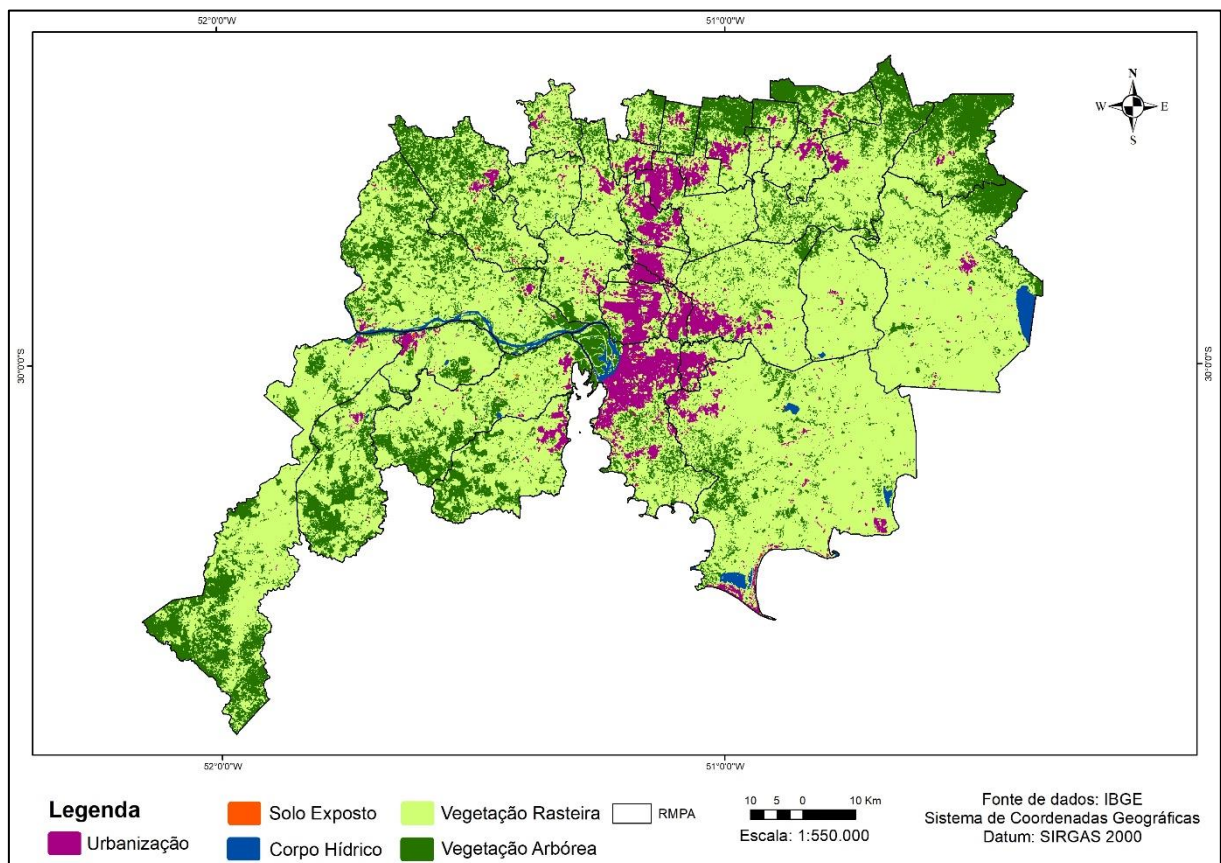 52°0'0"W 51°0'0"W
N
W E
S
30°0'0"S 30°0'0"S
52°0'0"W 51°0'0"W
Legenda
Urbanização
Solo Exposto
Corpo Hídrico
Vegetação Rasteira
Vegetação Arbórea
RMPA
10 5 0 10 Km
Escala: 1:550.000
Fonte de dados: IBGE
Sistema de Coordenadas Geográficas
Datum: SIRGAS 2000